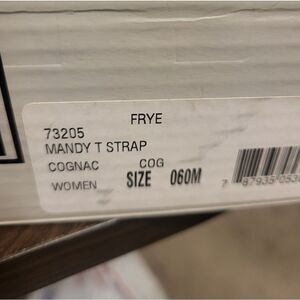 FRYE
73205
MANDY T STRAP
COGNAC COG
WOMEN SIZE 060M